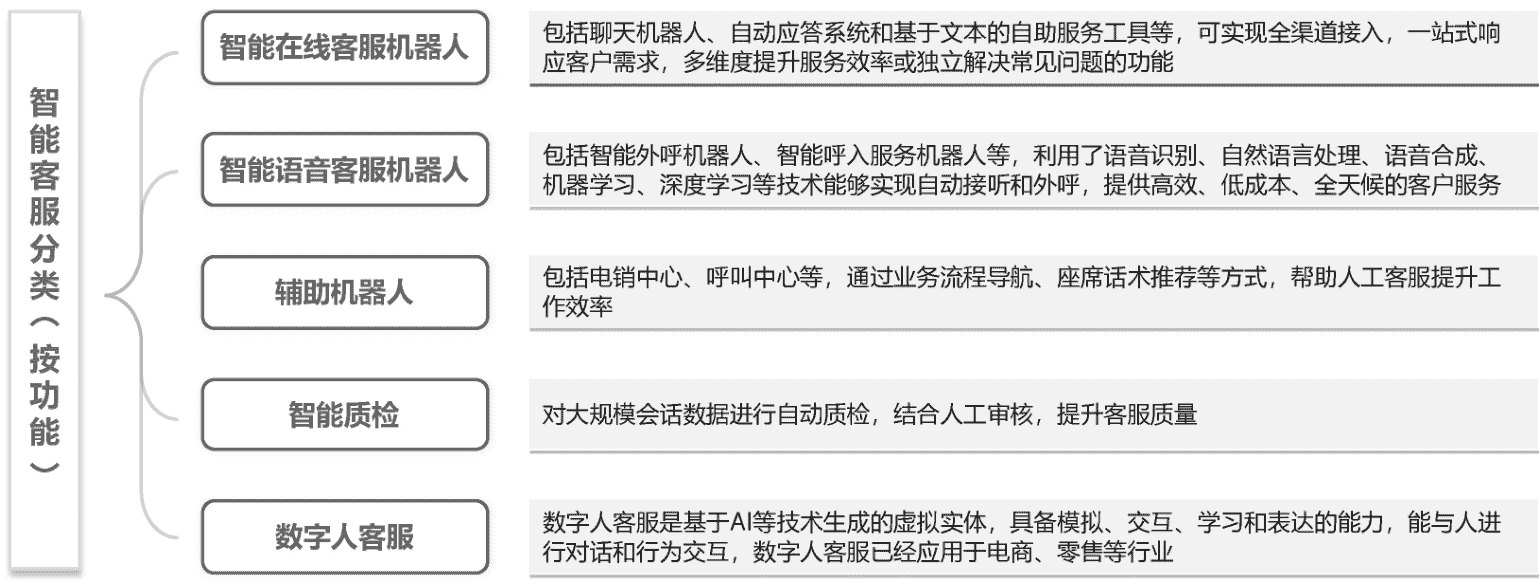 智能客服分类（按功能）
智能在线客服机器人
包括聊天机器人、自动应答系统和基于文本的自助服务工具等，可实现全渠道接入，一站式响
应客户需求，多维度提升服务效率或独立解决常见问题的功能
智能语音客服机器人
包括智能外呼机器人、智能呼入服务机器人等，利用了语音识别、自然语言处理、语音合成、
机器学习、深度学习等技术能够实现自动接听和外呼，提供高效、低成本、全天候的客户服务
辅助机器人
包括电销中心、呼叫中心等，通过业务流程导航、座席话术推荐等方式，帮助人工客服提升工
作效率
智能质检
对大规模会话数据进行自动质检，结合人工审核，提升客服质量
数字人客服
数字人客服是基于AI等技术生成的虚拟实体，具备模拟、交互、学习和表达的能力，能与人进
行对话和行为交互，数字人客服已经应用于电商、零售等行业